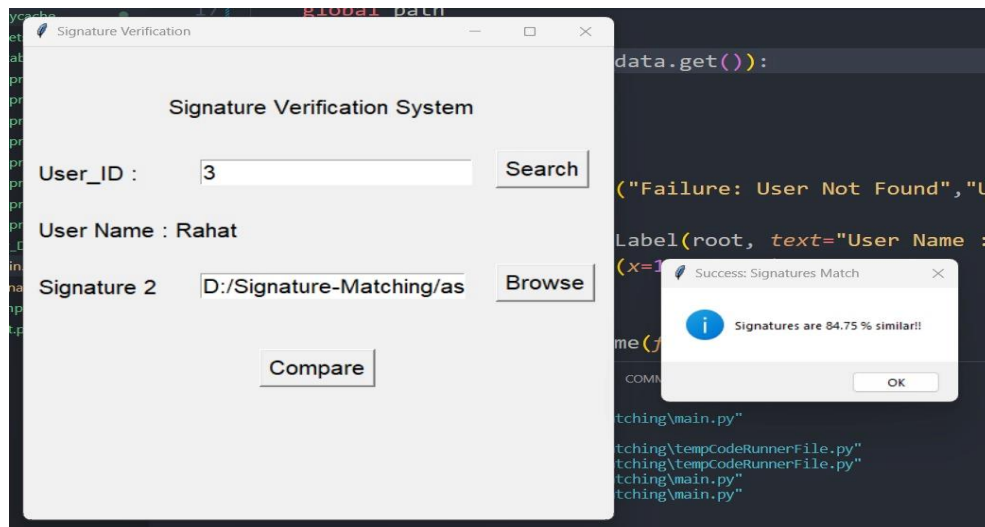 global path
Signature Verification
data.get()):
Signature Verification System
User_ID :
3
Search
("Failure: User Not Found","U
User Name : Rahat
Label(root, text="User Name :
(x=1
Success: Signatures Match
Signature 2
D:/Signature-Matching/as
Browse
Signatures are 84.75 % similar!!
me(f
Compare
OK
tching\main.py"
tching\tempCodeRunnerFile.py"
tching\tempCodeRunnerFile.py"
tching\main.py"
tching\main.py"